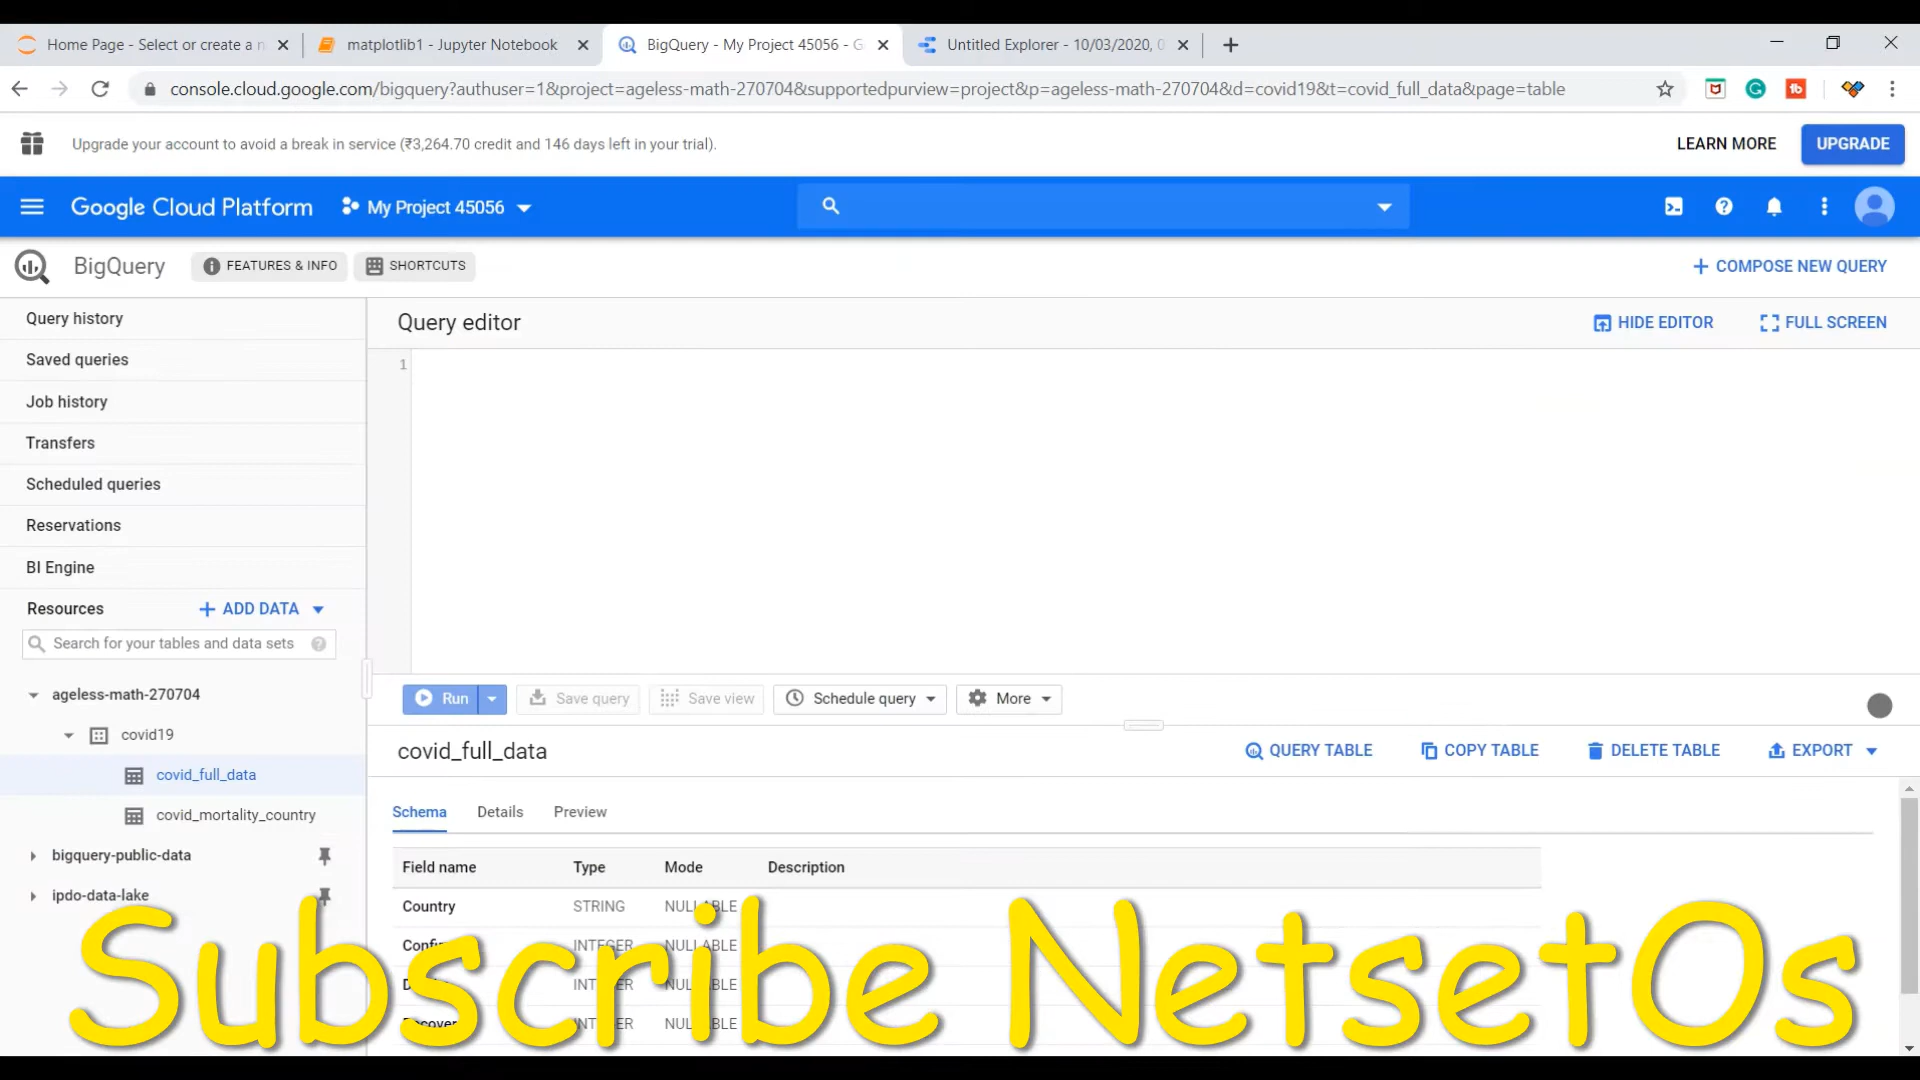 Home Page - Select or create a n
matplotlib1 - Jupyter Notebook
BigQuery - My Project 45056 - G
Untitled Explorer - 10/03/2020, 0
console.cloud.google.com/bigquery?authuser=1&project=ageless-math-270704&supportedpurview=project&p=ageless-math-270704&d=covid19&t=covid_full_data&page=table
Upgrade your account to avoid a break in service (₹3,264.70 credit and 146 days left in your trial).
LEARN MORE
UPGRADE
Google Cloud Platform
My Project 45056
BigQuery
FEATURES & INFO
SHORTCUTS
COMPOSE NEW QUERY
Query history
Saved queries
Job history
Transfers
Scheduled queries
Reservations
BI Engine
Resources
ADD DATA
Search for your tables and data sets
ageless-math-270704
covid19
covid_full_data
covid_mortality_country
bigquery-public-data
ipdo-data-lake
Query editor
HIDE EDITOR
FULL SCREEN
1
Run
Save query
Save view
Schedule query
More
covid_full_data
QUERY TABLE
COPY TABLE
DELETE TABLE
EXPORT
Schema
Details
Preview
Field name Type Mode Description
Country STRING NULLABLE
INTEGER NULLABLE
INTEGER NULLABLE
INTEGER NULLABLE
Subscribe NetsetOs